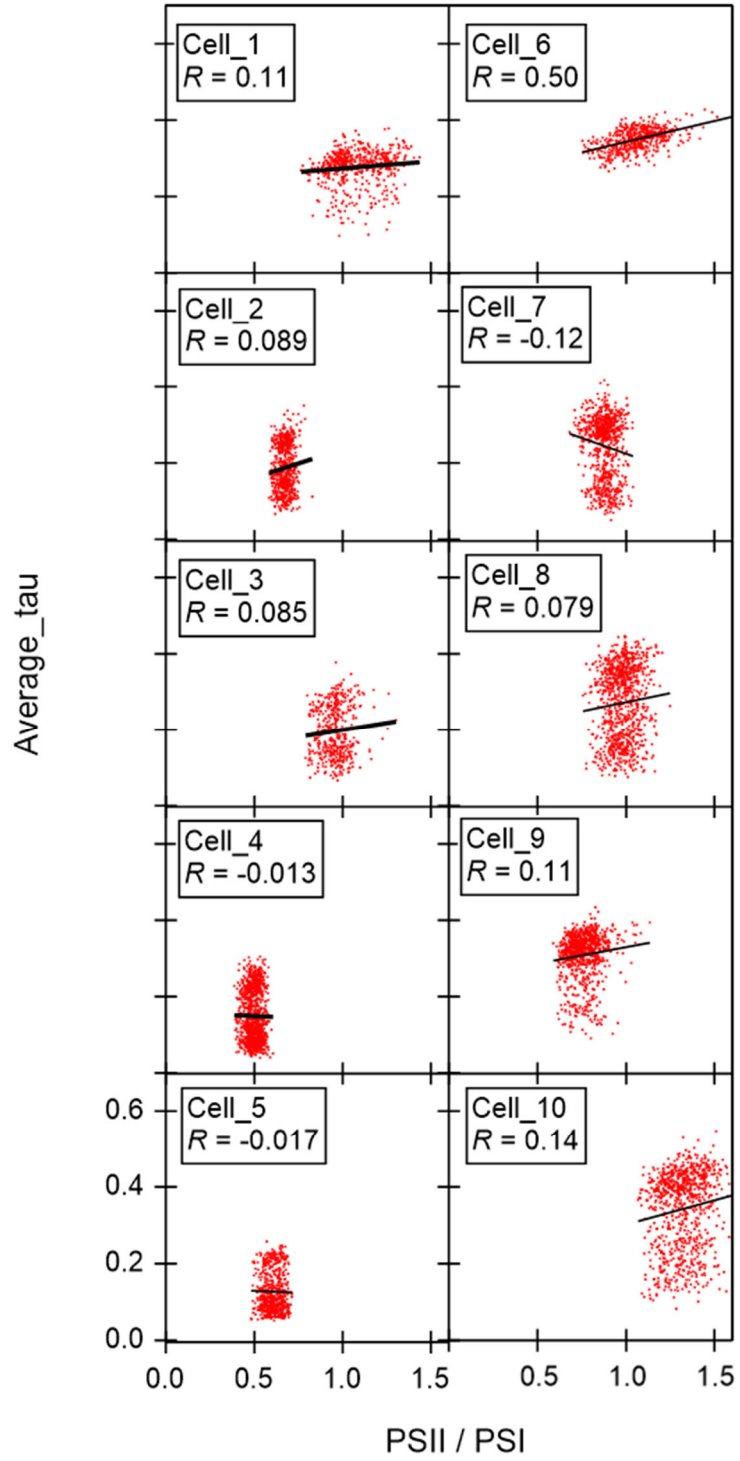 Cell_1
R = 0.11
Cell_6
R = 0.50
Cell_2
R = 0.089
Cell_7
R = -0.12
Cell_3
R = 0.085
Cell_8
R = 0.079
Average_tau
Cell_4
R = -0.013
Cell_9
R = 0.11
Cell_5
R = -0.017
Cell_10
R = 0.14
0.6
0.4
0.2
0.0
0.0 0.5 1.0 1.5 0.5 1.0 1.5
PSII / PSI